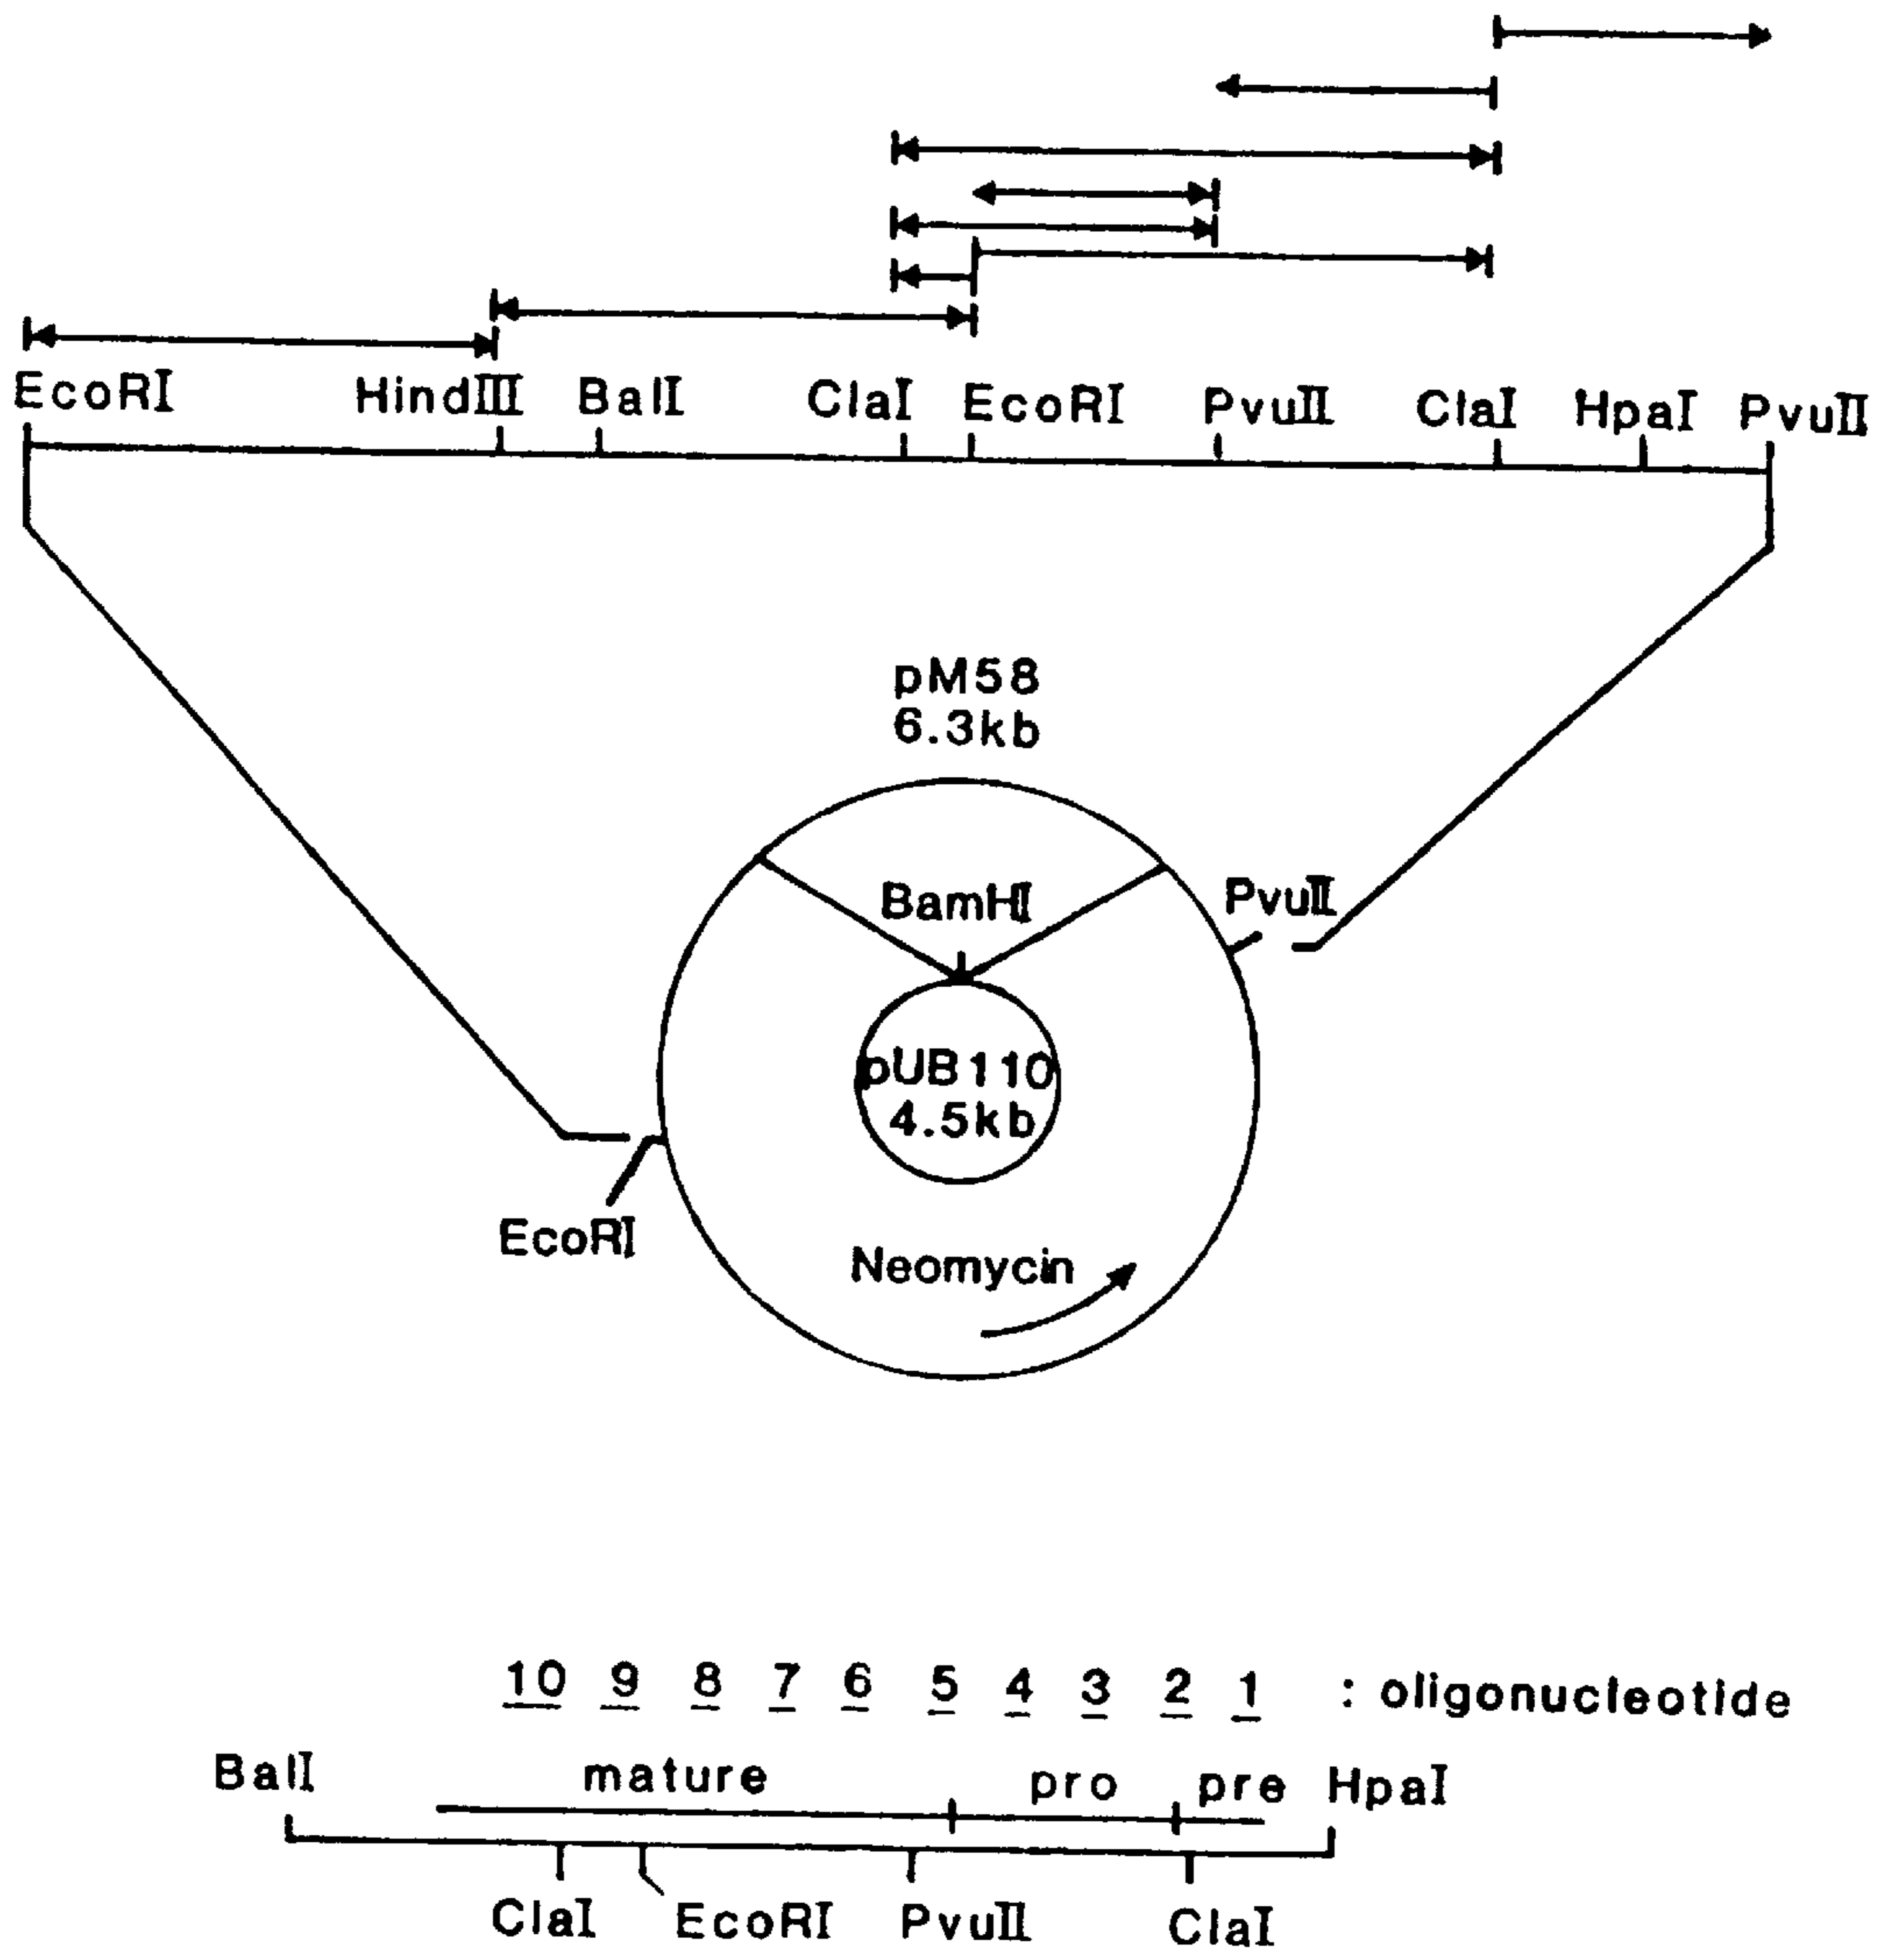 EcoRI HindIII BalI ClaI EcoRI PvuII ClaI HpaI PvuII
pM58
6.3kb
BamHI
PvuII
pUB110
4.5kb
EcoRI
Neomycin
10 9 8 7 6 5 4 3 2 1 : oligonucleotide
BalI mature pro pre HpaI
ClaI EcoRI PvuII ClaI